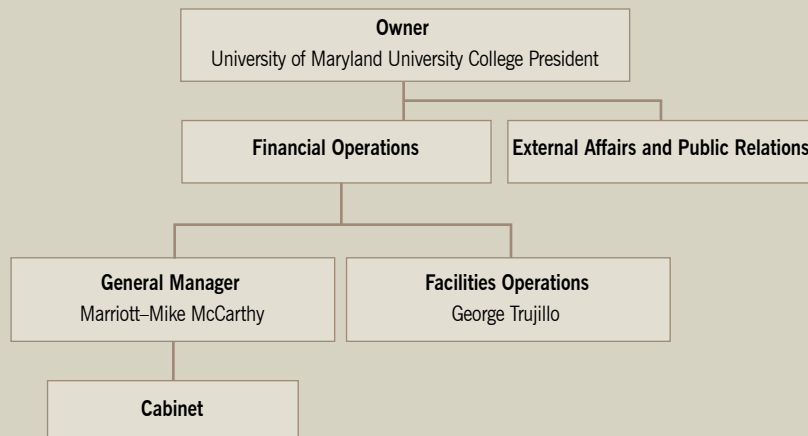 Owner
University of Maryland University College President
Financial Operations
External Affairs and Public Relations
General Manager
Marriott–Mike McCarthy
Facilities Operations
George Trujillo
Cabinet